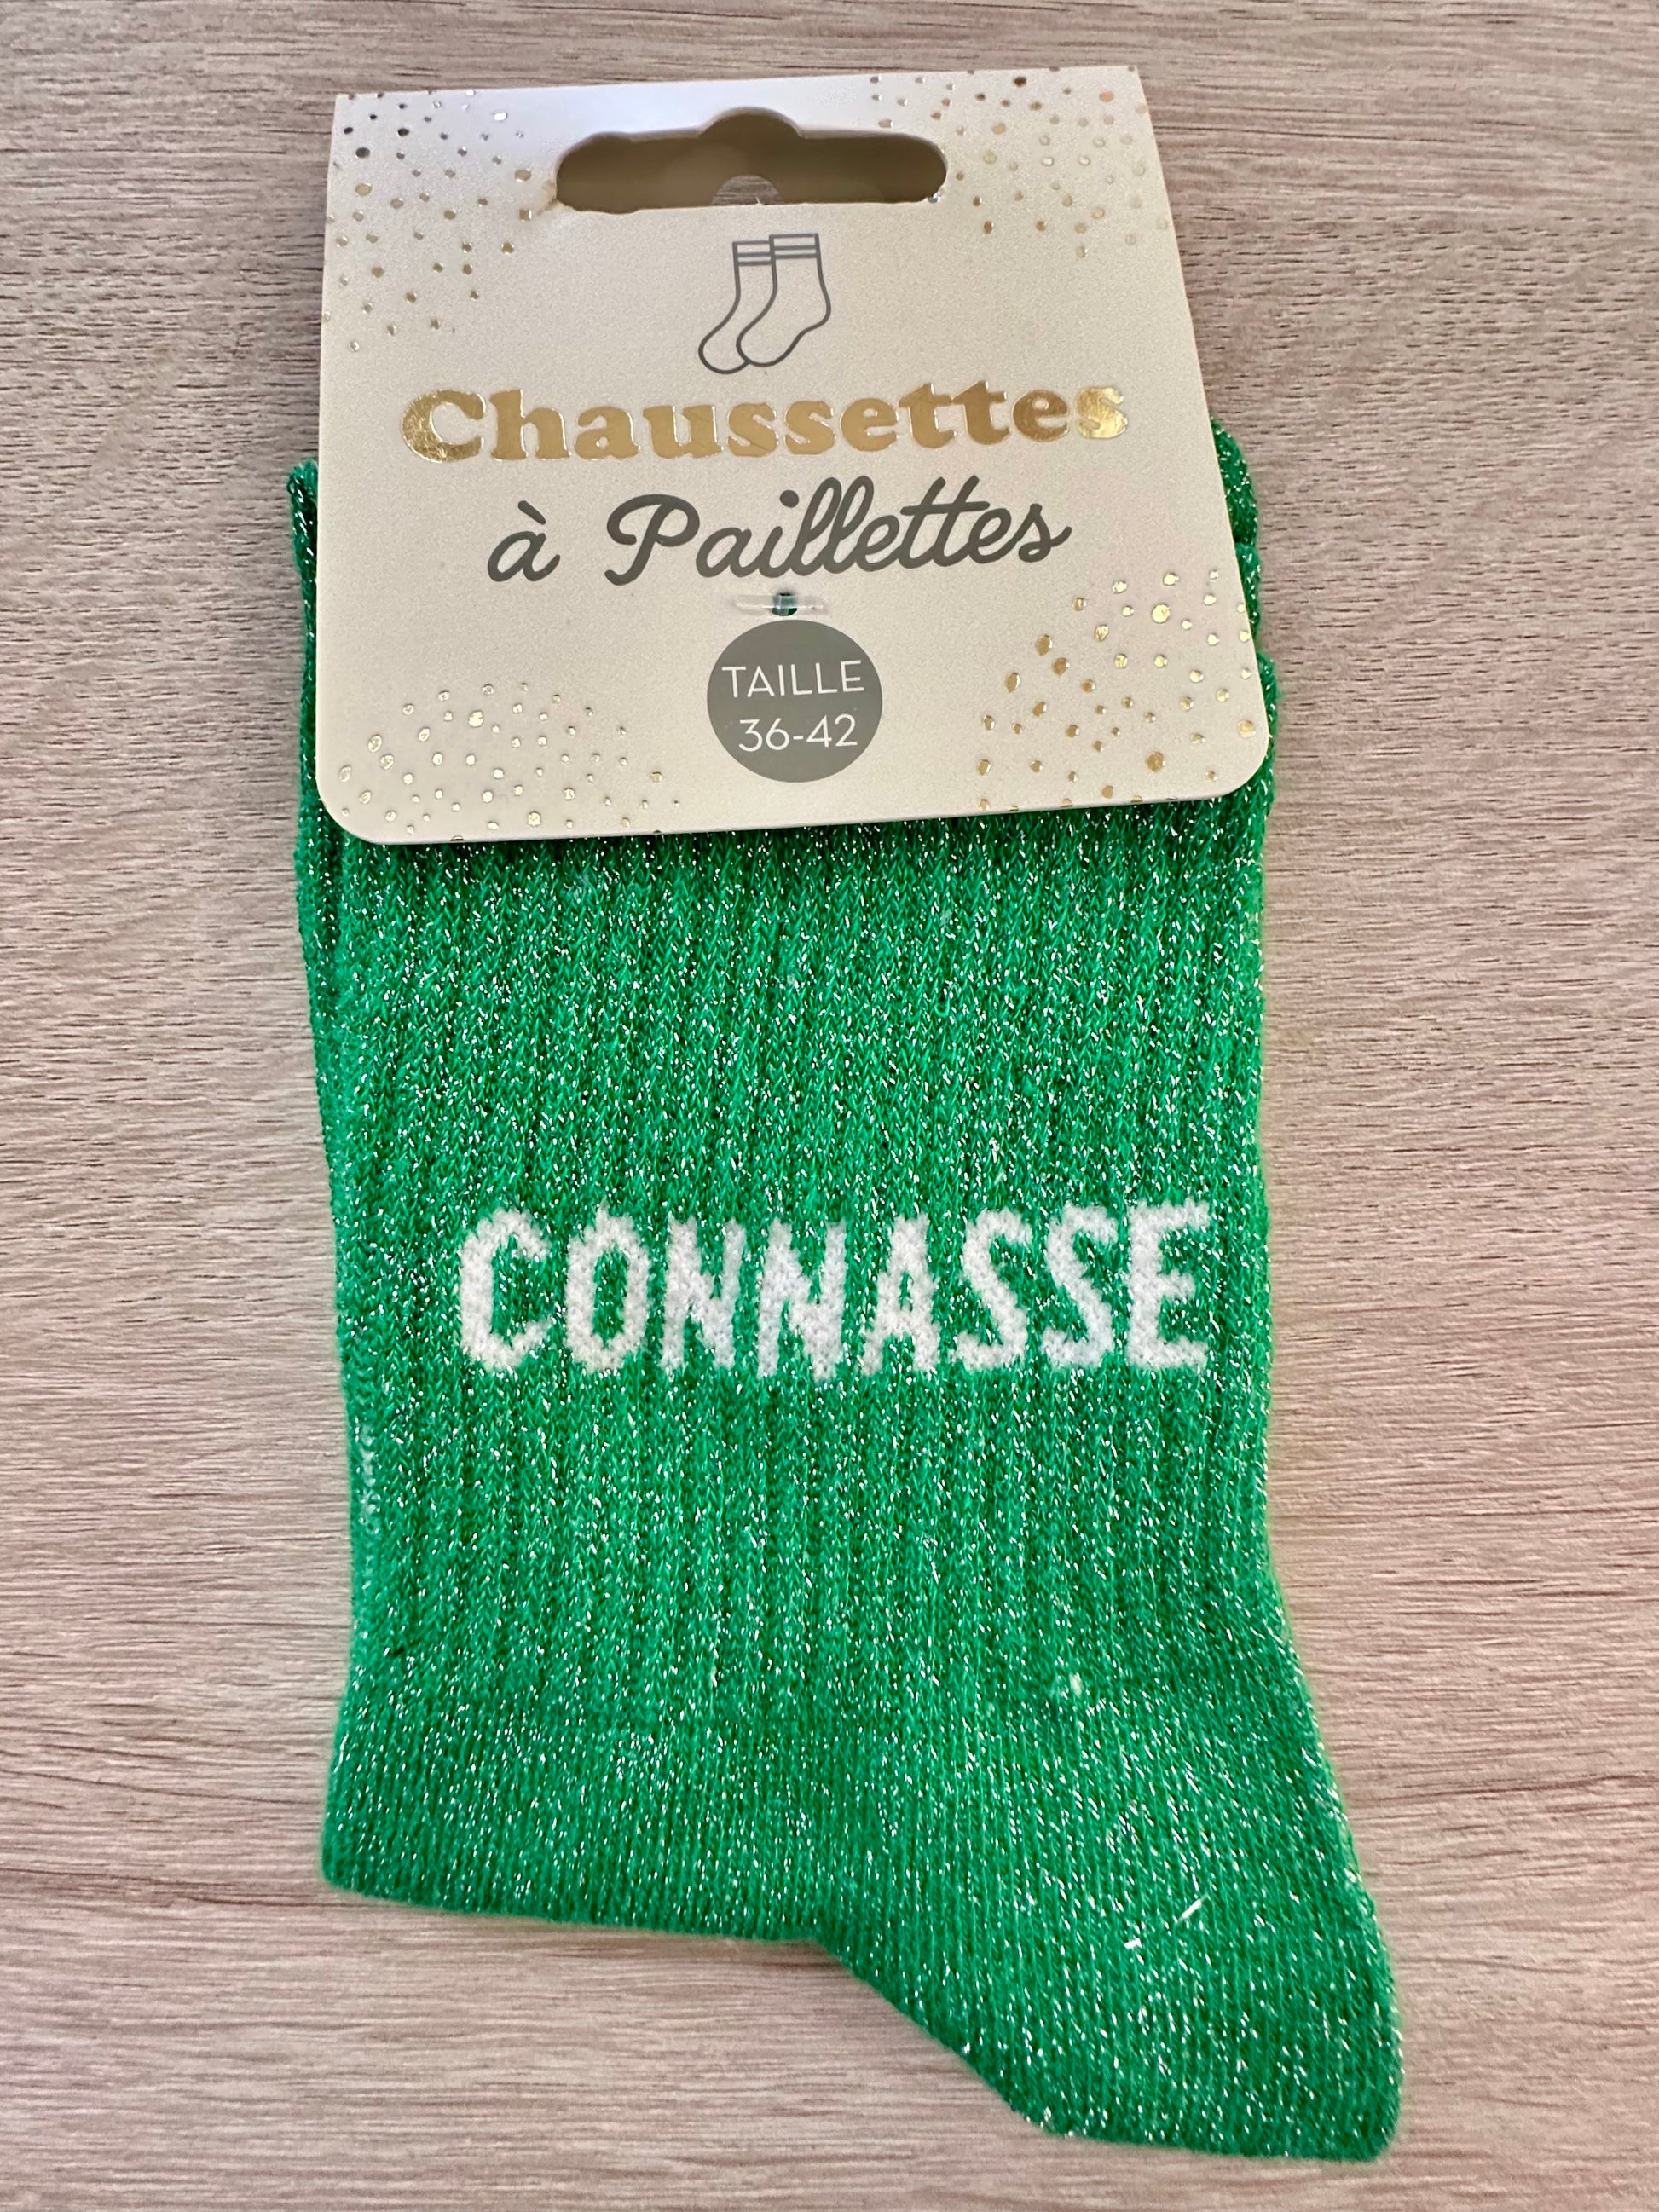 Chaussettes
à Paillettes
TAILLE
36-42
CONNASSE